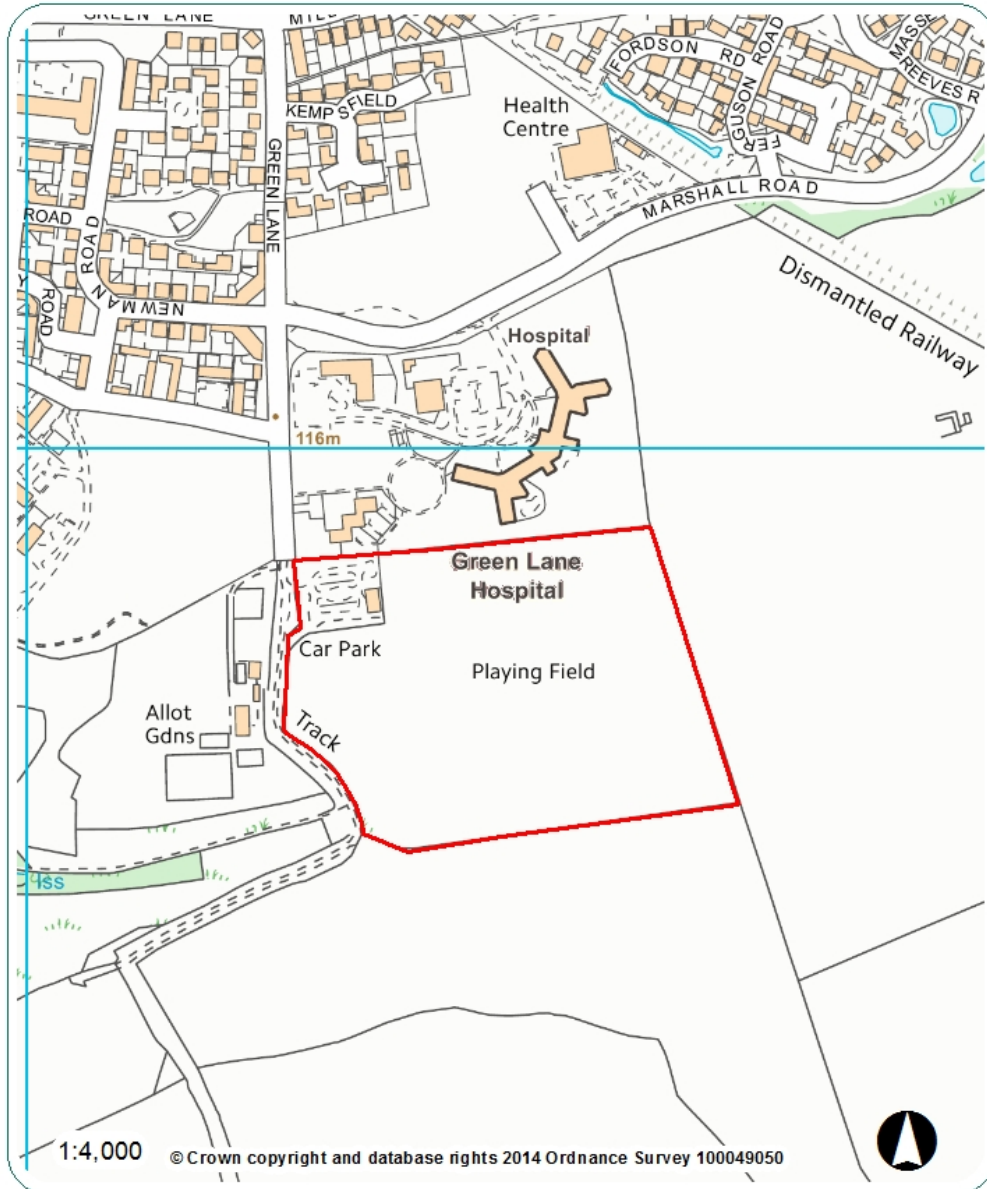 GREEN LANE
FORDSON RD
FERGUSON ROAD
REEVES R
KEMPSFIELD
Health
Centre
GREEN LANE
FER
MARSHALL ROAD
ROAD
NEWMAN ROAD
ROAD
Dismantled Railway
Hospital
116m
Green Lane
Hospital
Car Park
Playing Field
Allot
Gdns
Track
Iss
1:4,000
© Crown copyright and database rights 2014 Ordnance Survey 100049050